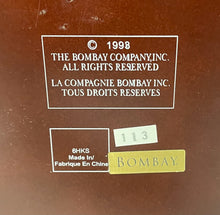 © 1998
THE BOMBAY COMPANY, INC.
ALL RIGHTS RESERVED
LA COMPAGNIE BOMBAY, INC.
TOUS DROITS RESERVES
113
6HKS
Made In/
Fabrique En Chine
BOMBAY